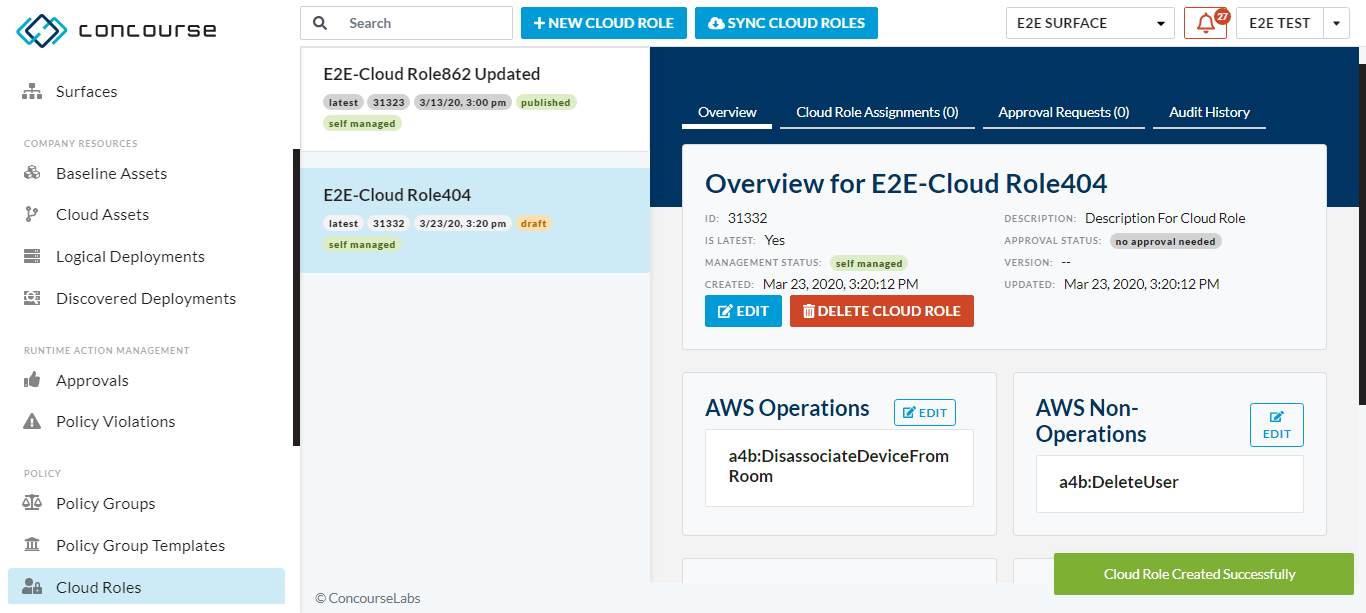 concourse
Search
NEW CLOUD ROLE
SYNC CLOUD ROLES
E2E SURFACE
27
E2E TEST
Surfaces
COMPANY RESOURCES
Baseline Assets
Cloud Assets
Logical Deployments
Discovered Deployments
RUNTIME ACTION MANAGEMENT
Approvals
Policy Violations
POLICY
Policy Groups
Policy Group Templates
Cloud Roles
E2E-Cloud Role862 Updated
latest 31323 3/13/20, 3:00 pm published
self managed
E2E-Cloud Role404
latest 31332 3/23/20, 3:20 pm draft
self managed
© ConcourseLabs
Overview Cloud Role Assignments (0) Approval Requests (0) Audit History
Overview for E2E-Cloud Role404
ID: 31332
IS LATEST: Yes
MANAGEMENT STATUS: self managed
CREATED: Mar 23, 2020, 3:20:12 PM
DESCRIPTION: Description For Cloud Role
APPROVAL STATUS: no approval needed
VERSION: --
UPDATED: Mar 23, 2020, 3:20:12 PM
EDIT
DELETE CLOUD ROLE
AWS Operations
EDIT
a4b:DisassociateDeviceFrom
Room
AWS Non-
Operations
EDIT
a4b:DeleteUser
Cloud Role Created Successfully